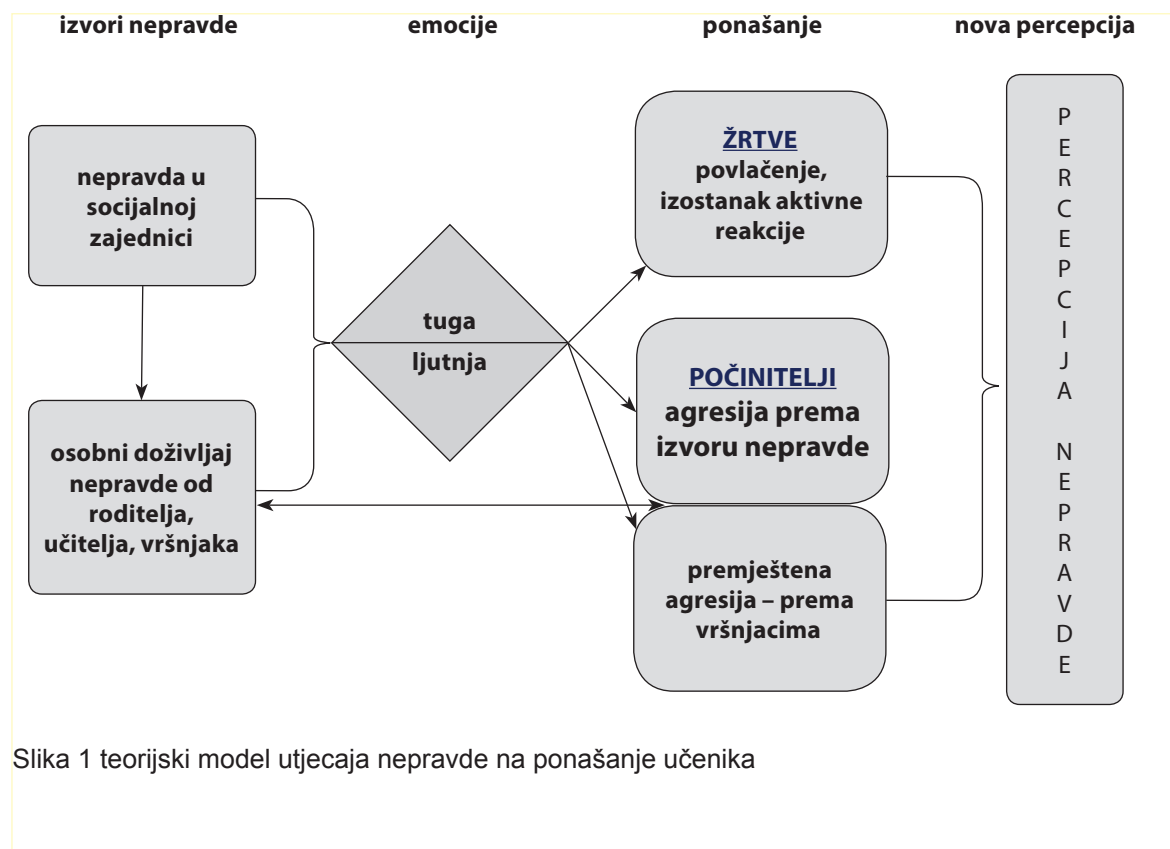 izvori nepravde
emocije
ponašanje
nova percepcija
nepravda u
socijalnoj
zajednici
osobni doživljaj
nepravde od
roditelja,
učitelja, vršnjaka
tuga
ljutnja
ŽRTVE
povlačenje,
izostanak aktivne
reakcije
POČINITELJI
agresija prema
izvoru nepravde
premještena
agresija – prema
vršnjacima
PERCEPCIJA NEPRAVDE
Slika 1 teorijski model utjecaja nepravde na ponašanje učenika